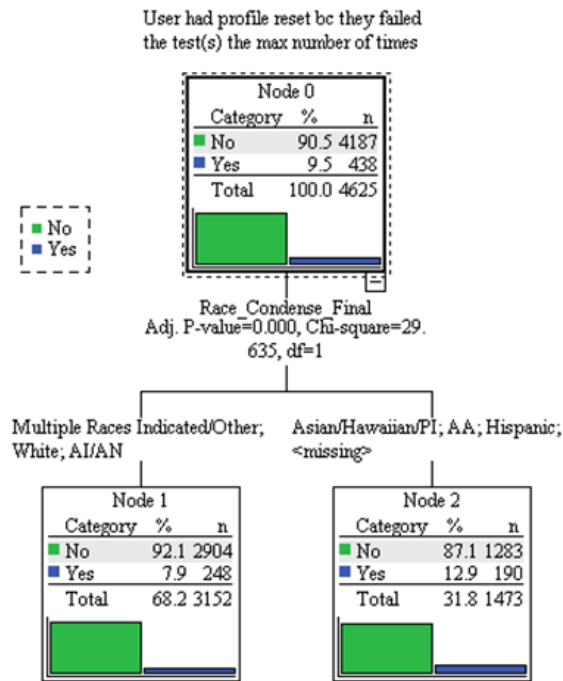 User had profile reset bc they failed
the test(s) the max number of times
Node 0
Category % n
No 90.5 4187
Yes 9.5 438
Total 100.0 4625
No
Yes
Race_Condense_Final
Adj. P-value=0.000, Chi-square=29.
635, df=1
Multiple Races Indicated/Other;
White; AI/AN
Asian/Hawaiian/PI; AA; Hispanic;
<missing>
Node 1
Category % n
No 92.1 2904
Yes 7.9 248
Total 68.2 3152
Node 2
Category % n
No 87.1 1283
Yes 12.9 190
Total 31.8 1473